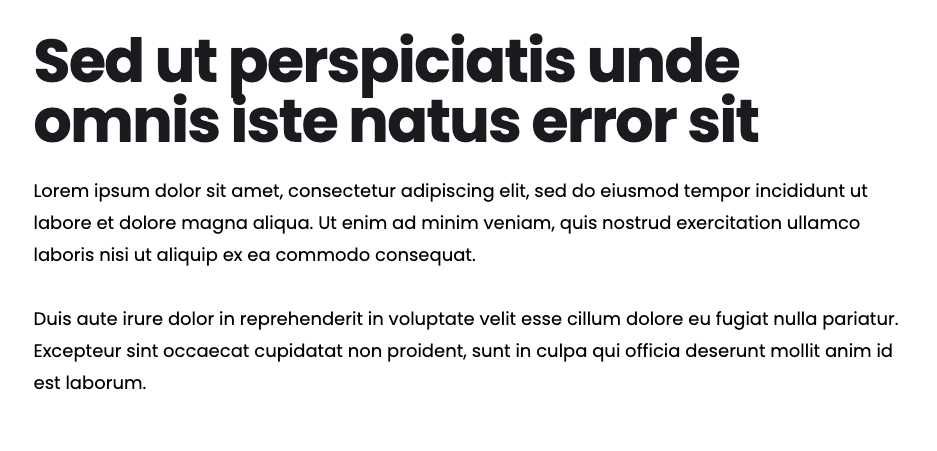 Sed ut perspiciatis unde
omnis iste natus error sit
Lorem ipsum dolor sit amet, consectetur adipiscing elit, sed do eiusmod tempor incididunt ut
labore et dolore magna aliqua. Ut enim ad minim veniam, quis nostrud exercitation ullamco
laboris nisi ut aliquip ex ea commodo consequat.
Duis aute irure dolor in reprehenderit in voluptate velit esse cillum dolore eu fugiat nulla pariatur.
Excepteur sint occaecat cupidatat non proident, sunt in culpa qui officia deserunt mollit anim id
est laborum.